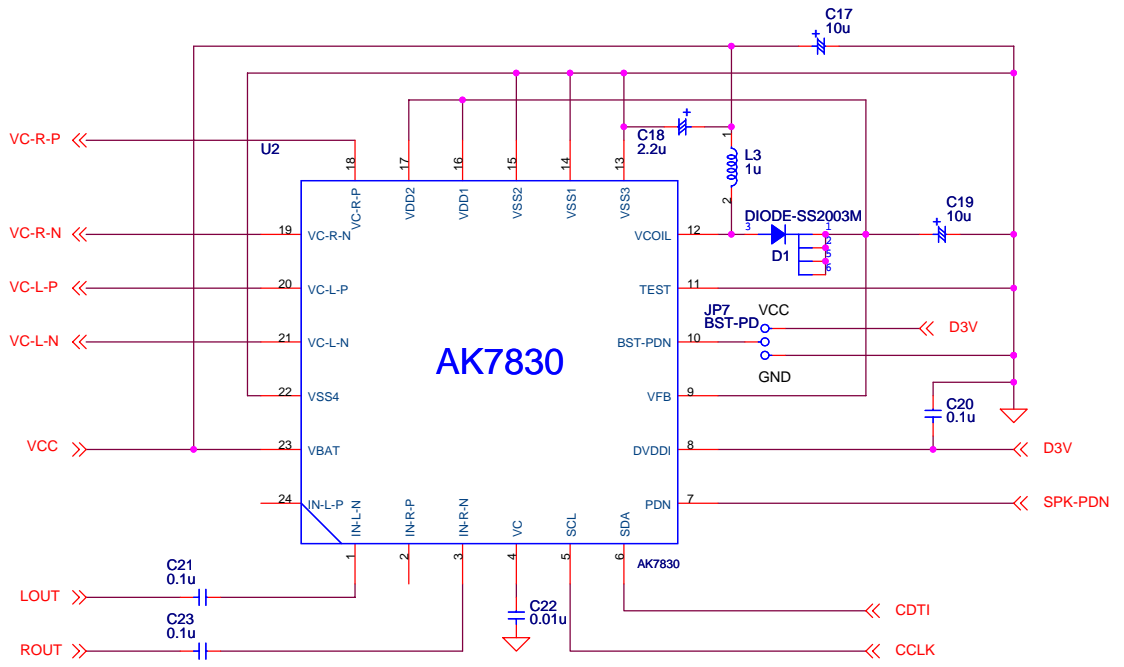 C17
10u
VC-R-P
U2
18
17
16
15
14
13
C18
2.2u
+
+
1
L3
1u
2
VC-R-P
VDD2
VDD1
VSS2
VSS1
VSS3
C19
10u
+
DIODE-SS2003M
VC-R-N
19
VC-R-N
VCOIL
12
3
1
2
5
6
D1
VC-L-P
20
VC-L-P
TEST
11
JP7
BST-PD
VCC
D3V
VC-L-N
21
VC-L-N
BST-PDN
10
AK7830
GND
22
VSS4
VFB
9
C20
0.1u
VCC
23
VBAT
DVDDI
8
D3V
24
IN-L-P
PDN
7
SPK-PDN
IN-L-N
IN-R-P
IN-R-N
VC
SCL
SDA
1
2
3
4
5
6
AK7830
C21
0.1u
LOUT
C22
0.01u
CDTI
C23
0.1u
ROUT
CCLK